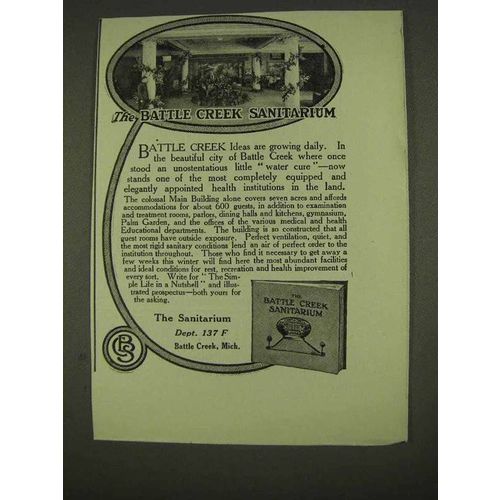 The BATTLE CREEK SANITARIUM
BATTLE CREEK Ideas are growing daily. In
the beautiful city of Battle Creek where once
stood an unostentatious little "water cure"—now
stands one of the most completely equipped and
elegantly appointed health institutions in the land.
The colossal Main Building alone covers seven acres and affords
accommodations for about 600 guests, in addition to examination
and treatment rooms, parlors, dining halls and kitchens, gymnasium,
Palm Garden, and the offices of the various medical and health
Educational departments. The building is so constructed that all
guest rooms have outside exposure. Perfect ventilation, quiet, and
the most rigid sanitary conditions lend an air of perfect order to the
institution throughout. Those who find it necessary to get away a
few weeks this winter will find here the most abundant facilities
and ideal conditions for rest, recreation and health improvement of
every sort. Write for "The Sim-
ple Life in a Nutshell" and illust-
rated prospectus—both yours for
the asking.
The Sanitarium
Dept. 137 F
Battle Creek, Mich.
THE
BATTLE CREEK
SANITARIUM